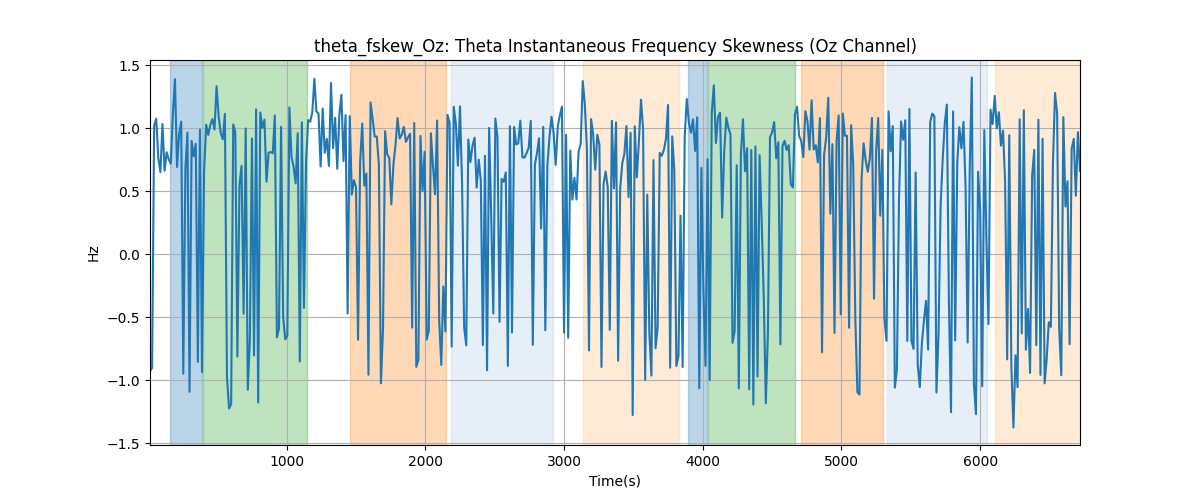 theta_fskew_Oz: Theta Instantaneous Frequency Skewness (Oz Channel)
1.5
1.0
0.5
0.0
−0.5
−1.0
−1.5
Hz
1000 2000 3000 4000 5000 6000
Time(s)